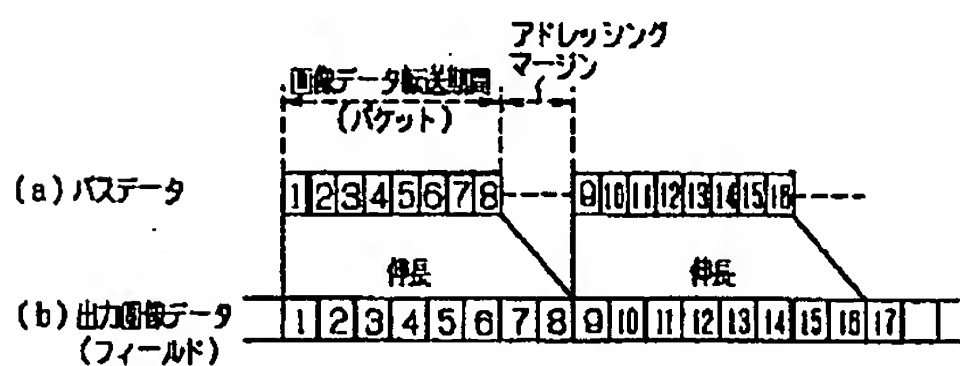 アドレッシング
マージン
画像データ転送期間
(パケット)
(a)バスデータ
1 2 3 4 5 6 7 8
9 10 11 12 13 14 15 16
伸長
伸長
(b)出力画像データ
(フィールド)
1 2 3 4 5 6 7 8 9 10 11 12 13 14 15 16 17